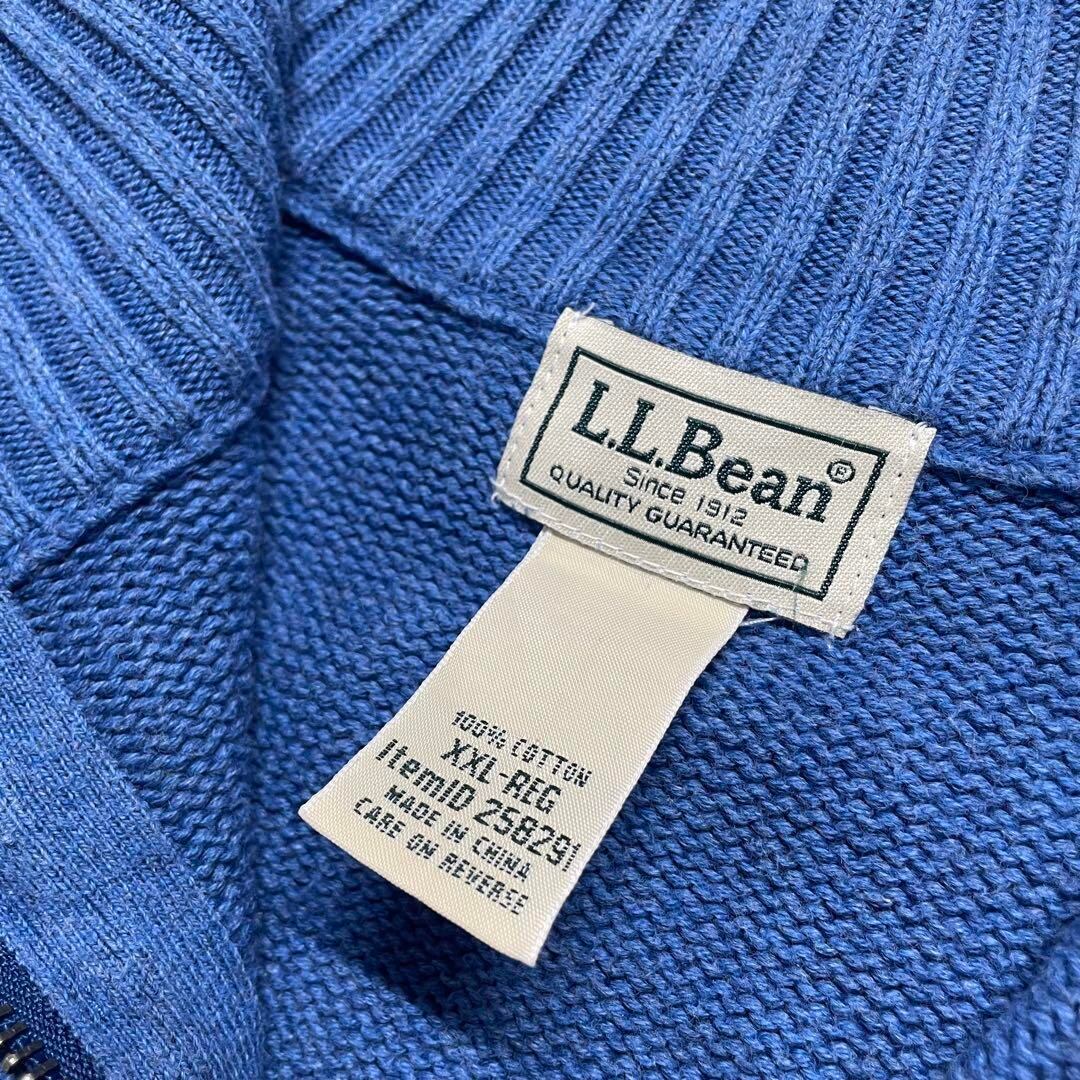 L.L.Bean®
Since 1912
QUALITY GUARANTEED
100% COTTON
XXL-REG
ItemID 258291
MADE IN CHINA
CARE ON REVERSE